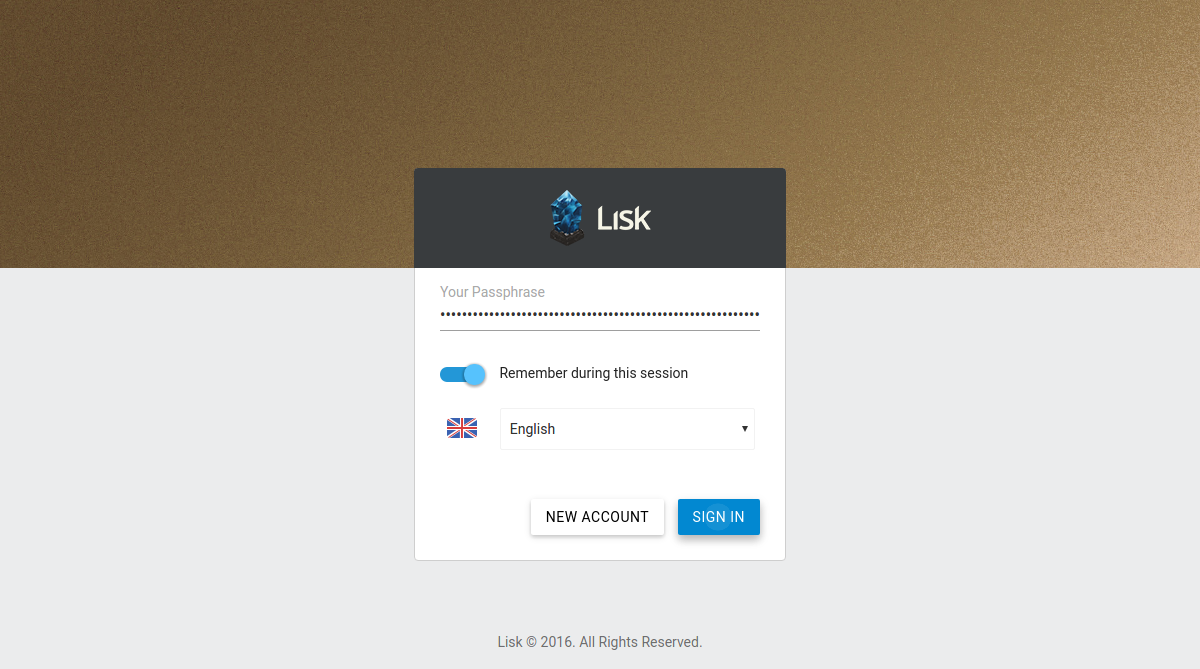 Lisk
Your Passphrase
Remember during this session
English
NEW ACCOUNT
SIGN IN
Lisk © 2016. All Rights Reserved.